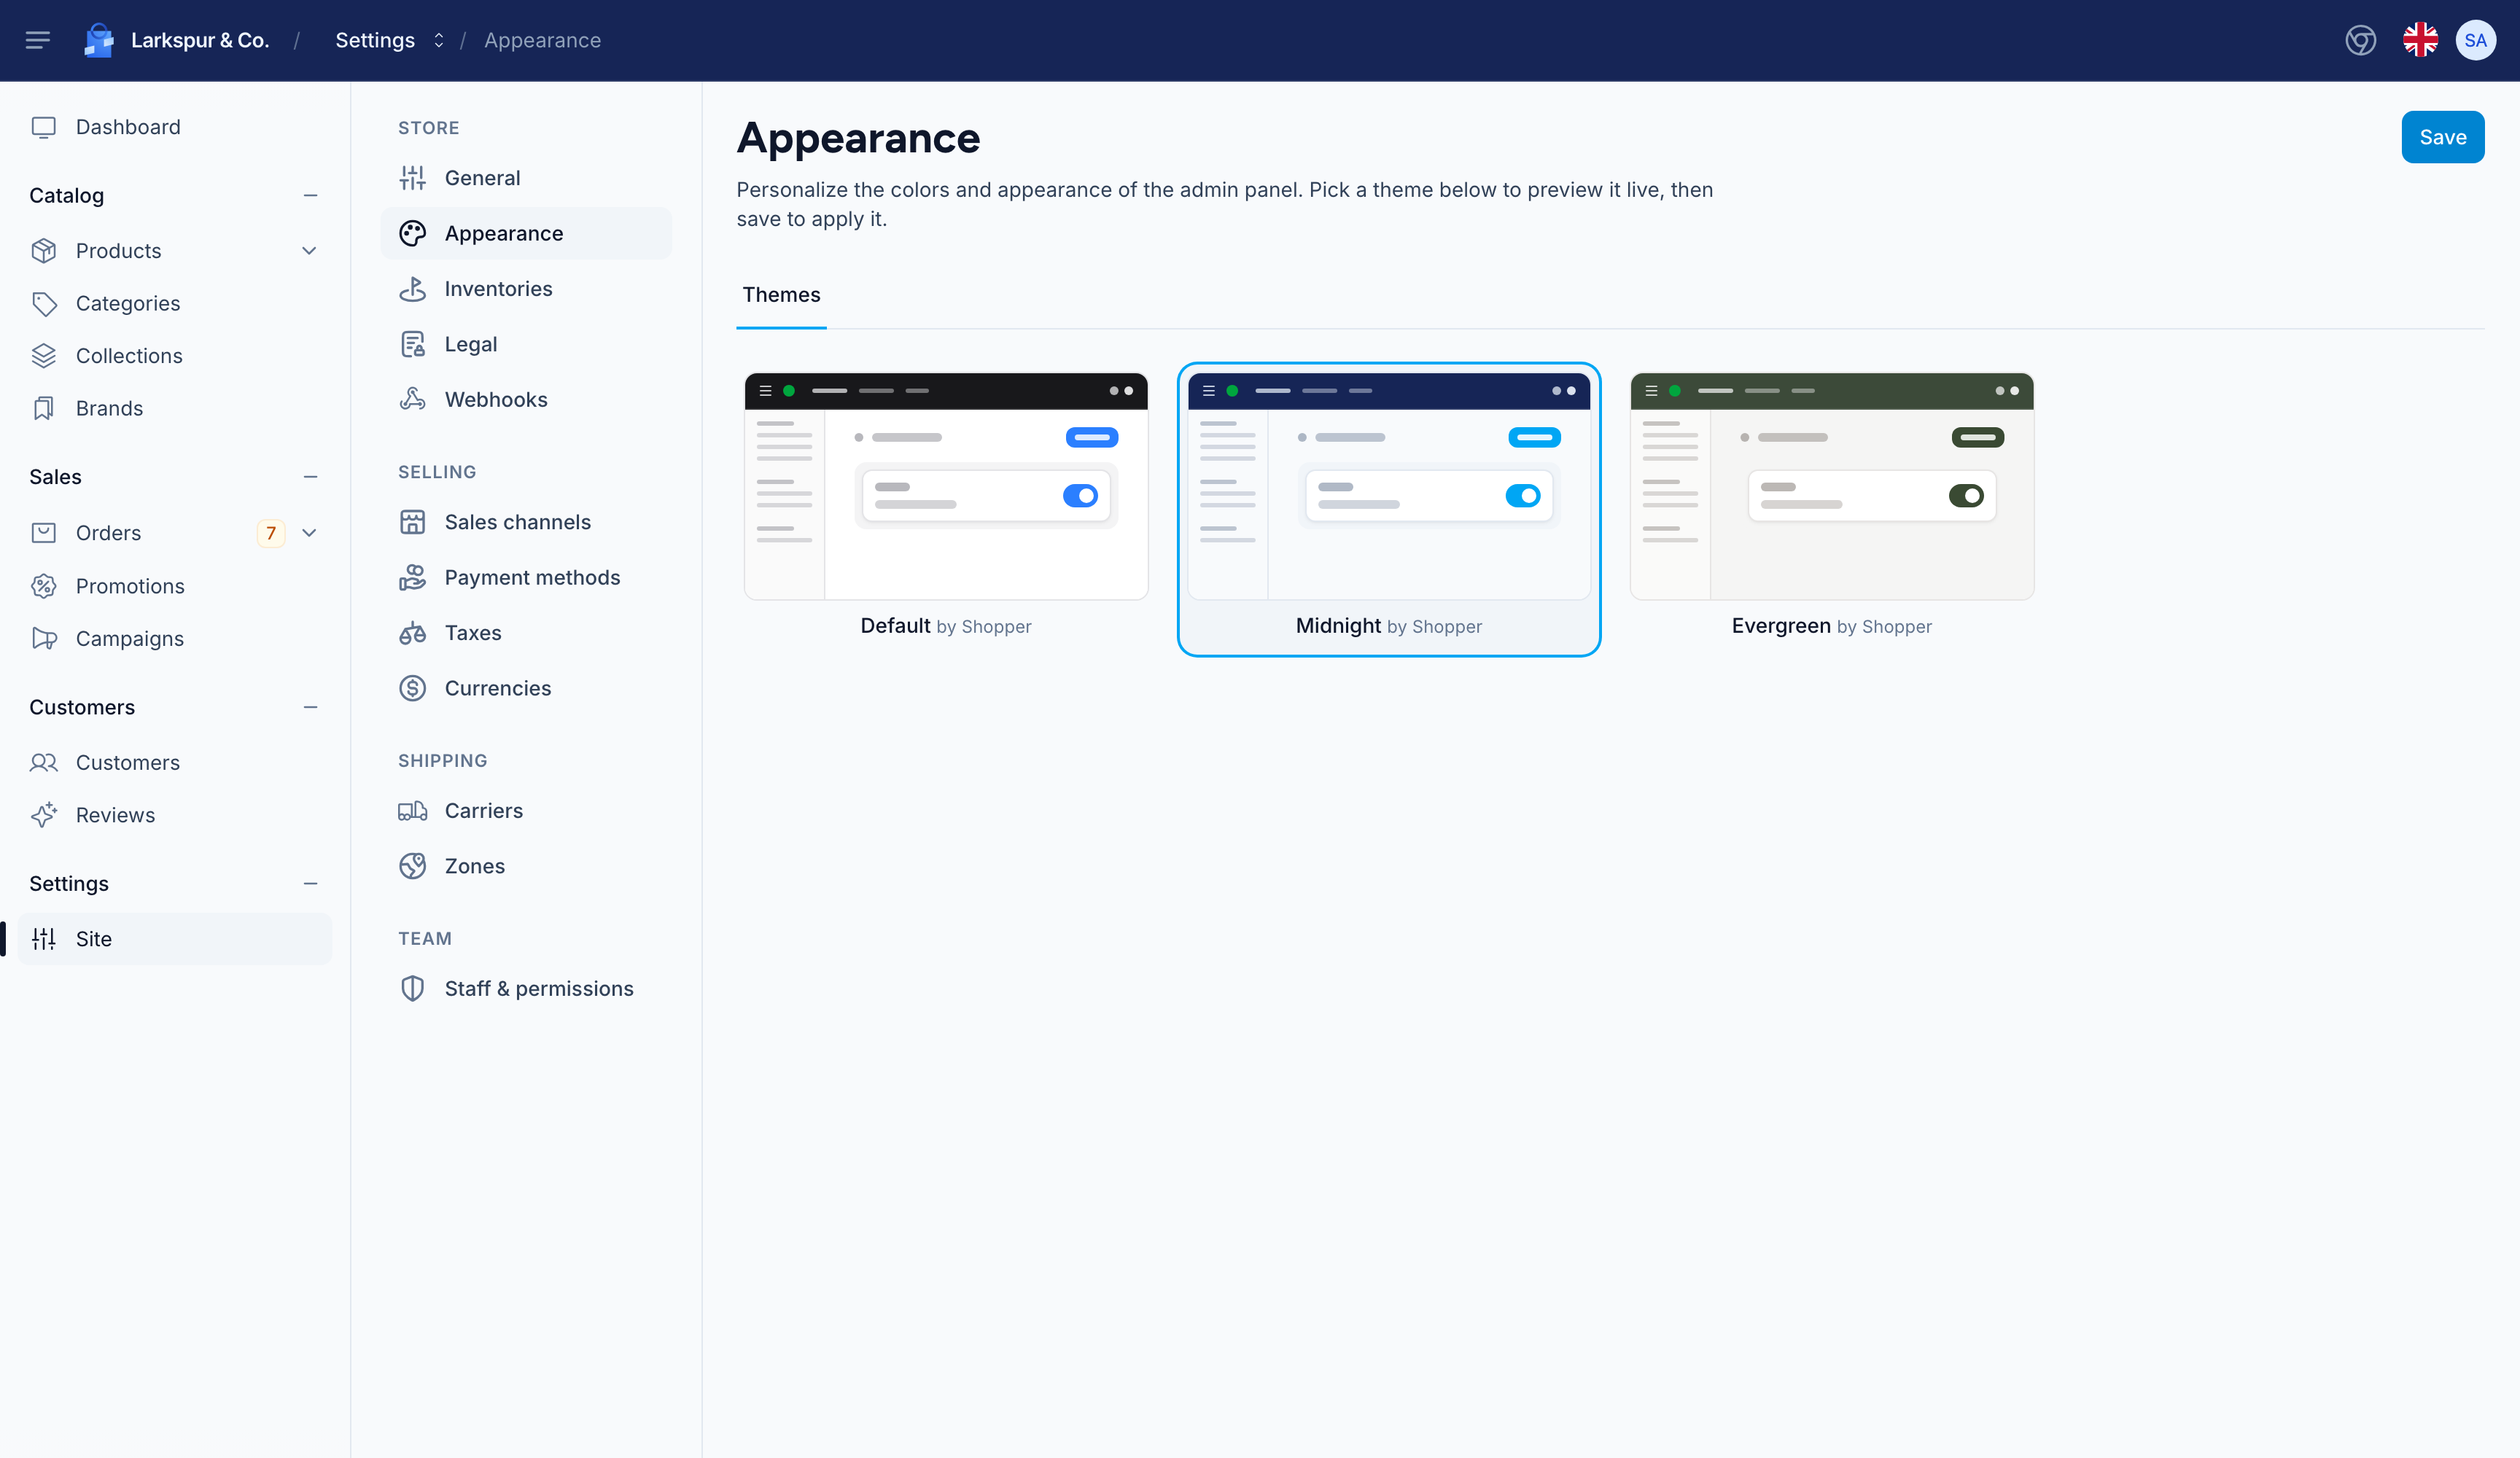 Larkspur & Co. / Settings / Appearance
SA
Dashboard
Catalog
Products
Categories
Collections
Brands
Sales
Orders 7
Promotions
Campaigns
Customers
Customers
Reviews
Settings
Site
STORE
General
Appearance
Inventories
Legal
Webhooks
SELLING
Sales channels
Payment methods
Taxes
Currencies
SHIPPING
Carriers
Zones
TEAM
Staff & permissions
Appearance
Save
Personalize the colors and appearance of the admin panel. Pick a theme below to preview it live, then
save to apply it.
Themes
Default by Shopper
Midnight by Shopper
Evergreen by Shopper